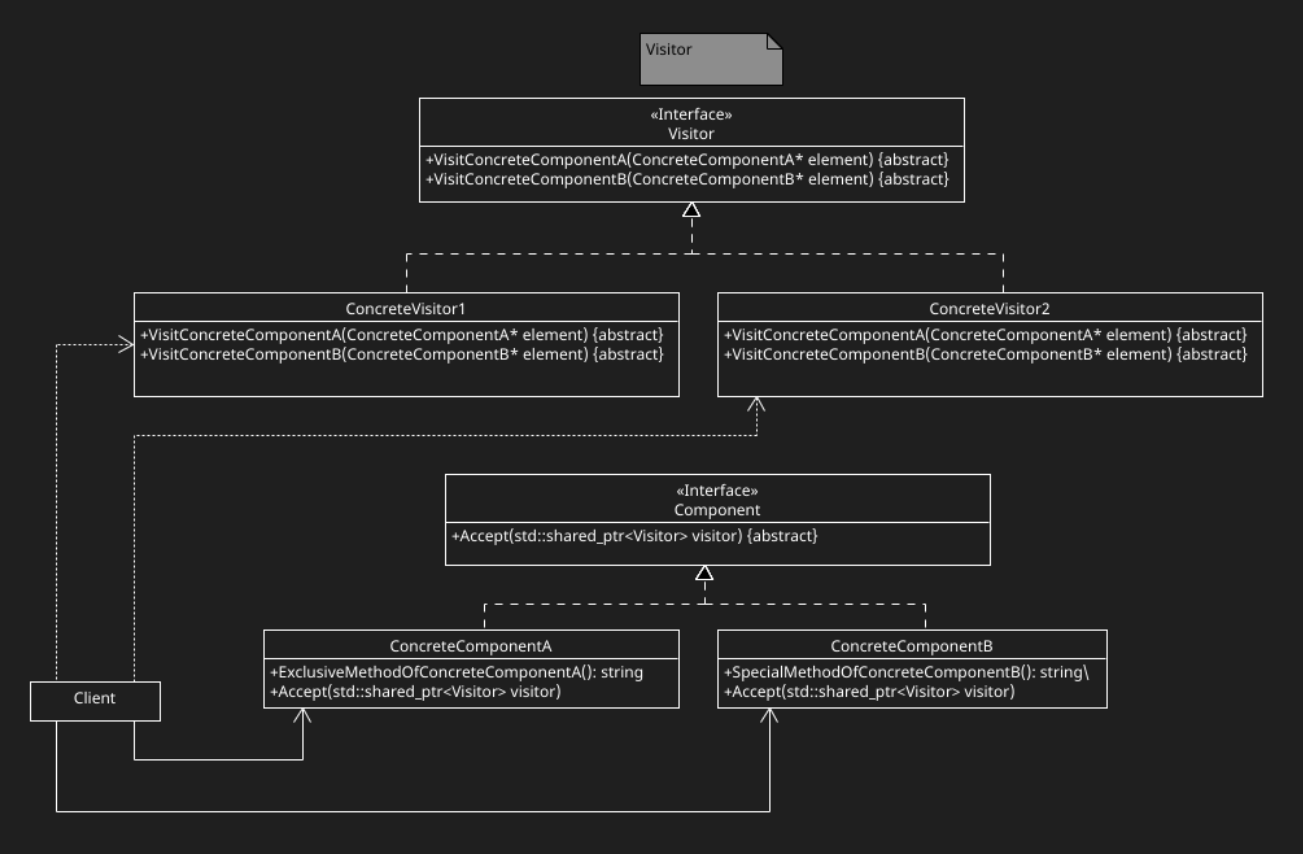 Visitor
«Interface»
Visitor
+VisitConcreteComponentA(ConcreteComponentA* element) {abstract}
+VisitConcreteComponentB(ConcreteComponentB* element) {abstract}
ConcreteVisitor1
+VisitConcreteComponentA(ConcreteComponentA* element) {abstract}
+VisitConcreteComponentB(ConcreteComponentB* element) {abstract}
ConcreteVisitor2
+VisitConcreteComponentA(ConcreteComponentA* element) {abstract}
+VisitConcreteComponentB(ConcreteComponentB* element) {abstract}
«Interface»
Component
+Accept(std::shared_ptr<Visitor> visitor) {abstract}
ConcreteComponentA
+ExclusiveMethodOfConcreteComponentA(): string
+Accept(std::shared_ptr<Visitor> visitor)
ConcreteComponentB
+SpecialMethodOfConcreteComponentB(): string\
+Accept(std::shared_ptr<Visitor> visitor)
Client